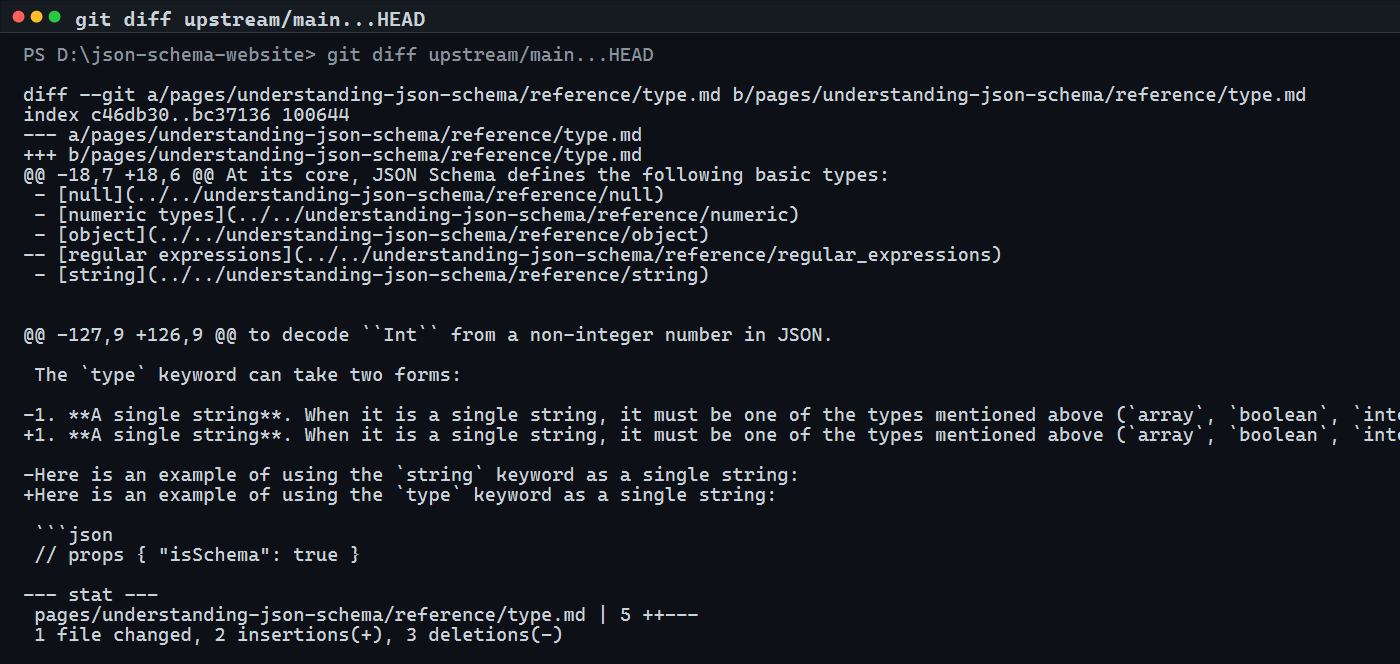 git diff upstream/main...HEAD
PS D:\json-schema-website> git diff upstream/main...HEAD
diff --git a/pages/understanding-json-schema/reference/type.md b/pages/understanding-json-schema/reference/type.md
index c46db30..bc37136 100644
--- a/pages/understanding-json-schema/reference/type.md
+++ b/pages/understanding-json-schema/reference/type.md
@@ -18,7 +18,6 @@ At its core, JSON Schema defines the following basic types:
 - [null](../../understanding-json-schema/reference/null)
 - [numeric types](../../understanding-json-schema/reference/numeric)
 - [object](../../understanding-json-schema/reference/object)
-- [regular expressions](../../understanding-json-schema/reference/regular_expressions)
 - [string](../../understanding-json-schema/reference/string)
@@ -127,9 +126,9 @@ to decode ``Int`` from a non-integer number in JSON.
 The `type` keyword can take two forms:
-1. **A single string**. When it is a single string, it must be one of the types mentioned above (`array`, `boolean`,
+1. **A single string**. When it is a single string, it must be one of the types mentioned above (`array`, `boolean`,
-Here is an example of using the `string` keyword as a single string:
+Here is an example of using the `type` keyword as a single string:
 ```json
 // props { "isSchema": true }
--- stat ---
 pages/understanding-json-schema/reference/type.md | 5 ++---
 1 file changed, 2 insertions(+), 3 deletions(-)